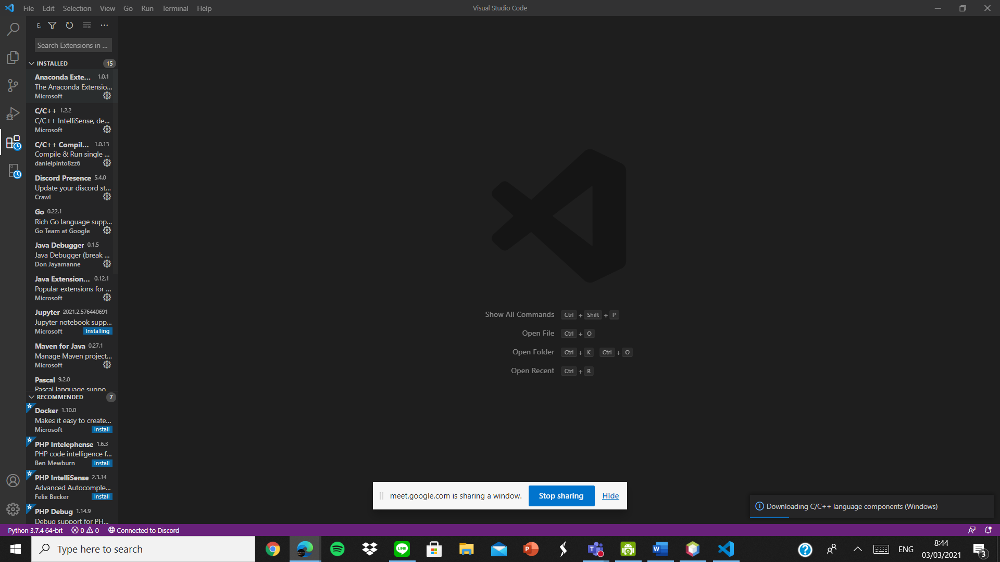 File Edit Selection View Go Run Terminal Help
Visual Studio Code
E.
Search Extensions in ...
INSTALLED 15
Anaconda Exte... 1.0.1
The Anaconda Extensio...
Microsoft
C/C++ 1.2.2
C/C++ IntelliSense, de...
Microsoft
C/C++ Compil... 1.0.13
Compile & Run single ...
danielpinto8zz6
Discord Presence 5.4.0
Update your discord st...
Crawl
Go 0.22.1
Rich Go language supp...
Go Team at Google
Java Debugger 0.1.5
Java Debugger (break ...
Don Jayamanne
Java Extension... 0.12.1
Popular extensions for ...
Microsoft
Jupyter 2021.2.576440691
Jupyter notebook supp...
Microsoft Installing
Maven for Java 0.27.1
Manage Maven project...
Microsoft
Pascal 9.2.0
Pascal language suppo...
RECOMMENDED 7
Docker 1.10.0
Makes it easy to create...
Microsoft Install
PHP Intelephense 1.6.3
PHP code intelligence f...
Ben Mewburn Install
PHP IntelliSense 2.3.14
Advanced Autocomple...
Felix Becker Install
PHP Debug 1.14.9
Debug support for PH...
Show All Commands Ctrl + Shift + P
Open File Ctrl + O
Open Folder Ctrl + K Ctrl + O
Open Recent Ctrl + R
meet.google.com is sharing a window. Stop sharing Hide
Downloading C/C++ language components (Windows)
Python 3.7.4 64-bit 0 0 Connected to Discord
Type here to search
LINE
ENG
8:44
03/03/2021
3